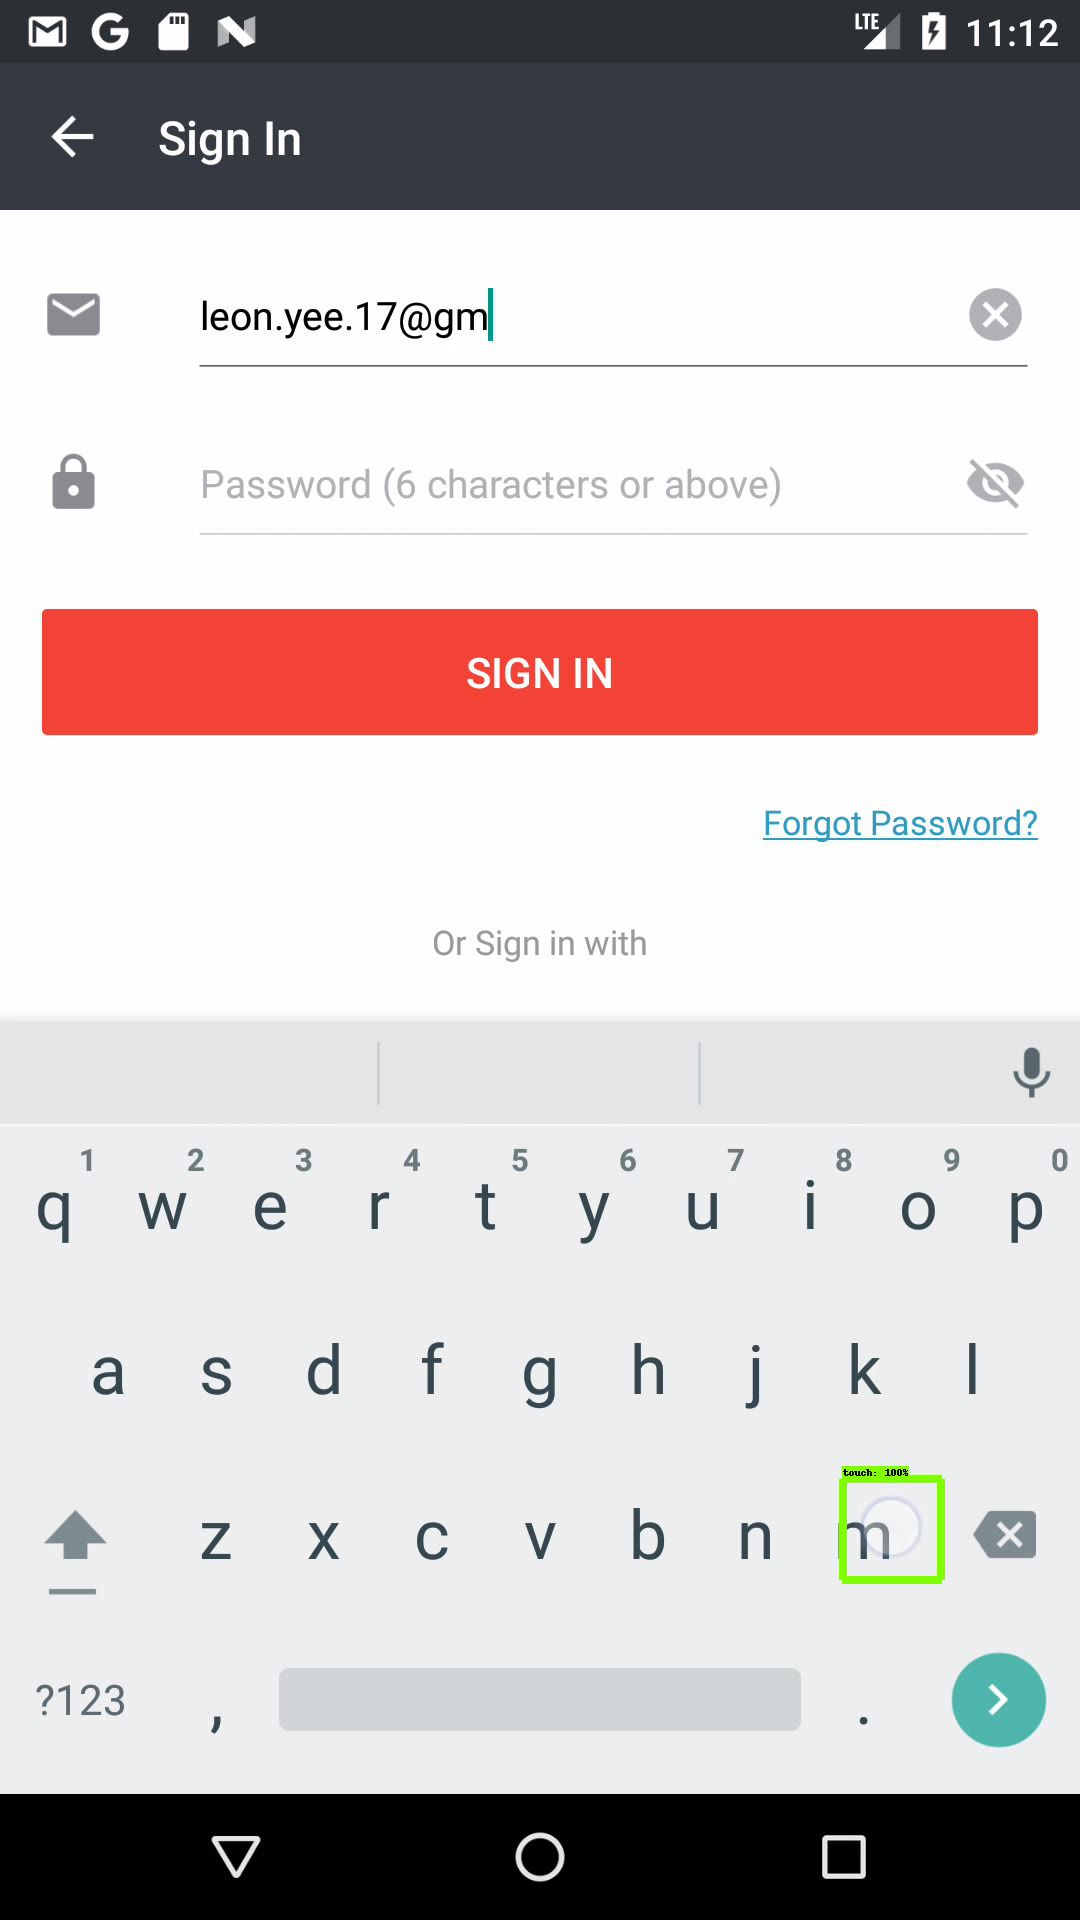 LTE 11:12
Sign In
leon.yee.17@gm
Password (6 characters or above)
SIGN IN
Forgot Password?
Or Sign in with
1 2 3 4 5 6 7 8 9 0
q w e r t y u i o p
a s d f g h j k l
touch: 100%
z x c v b n m
?123 , .